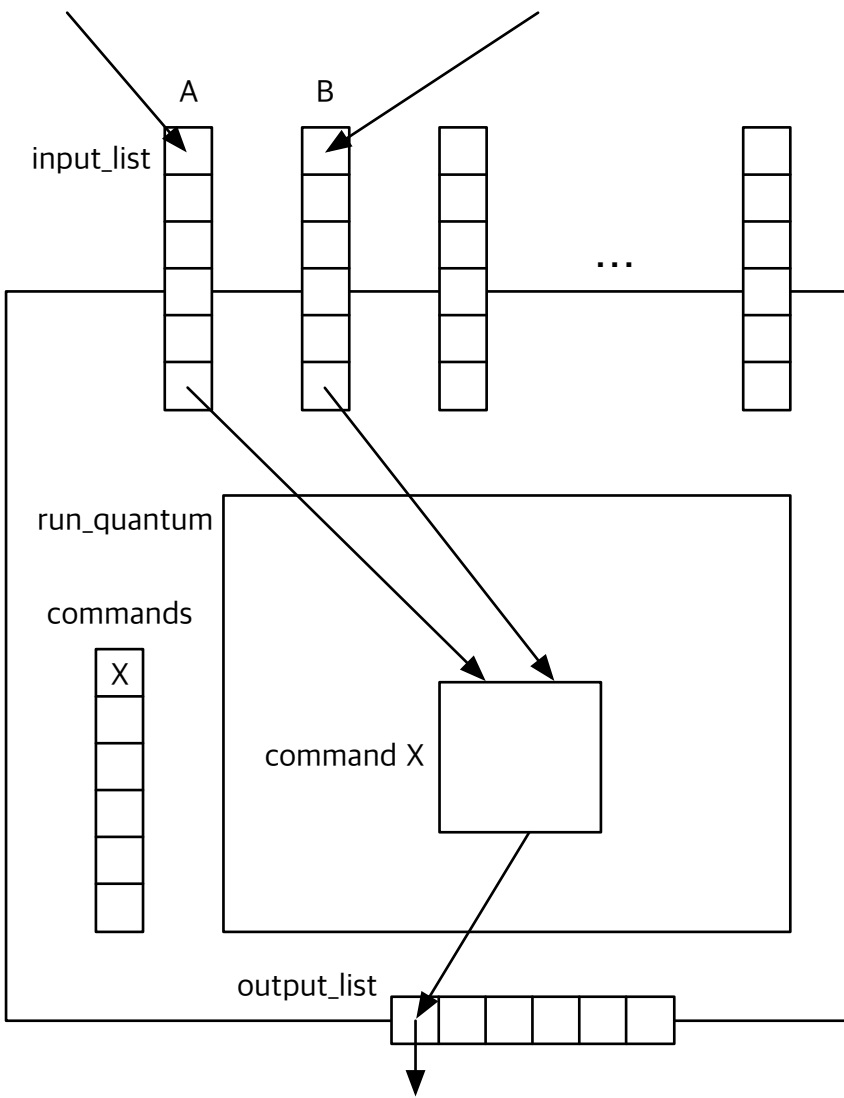 A
B
input_list
...
run_quantum
commands
X
command X
output_list